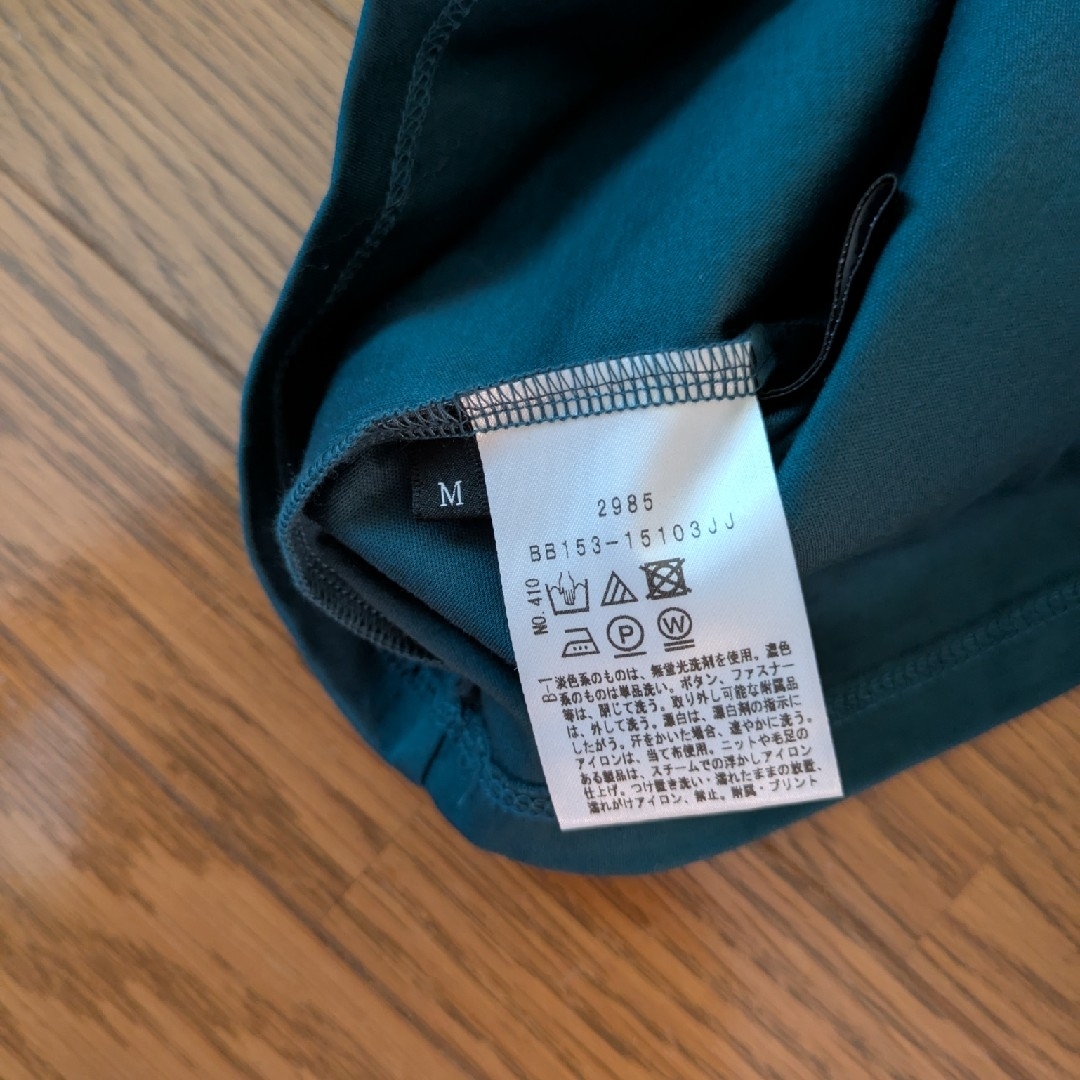 M
2985
BB153-15103JJ
NO. 410
P
W
B-1
淡色系のものは、無蛍光洗剤を使用。濃色
系のものは単品洗い。ボタン、ファスナー
等は、閉じて洗う。取り外し可能な附属品
は、外して洗う。漂白は、漂白剤の指示に
したがう。汗をかいた場合、速やかに洗う。
アイロンは、当て布使用。ニットや毛足の
ある製品は、スチームでの浮かしアイロン
仕上げ。つけ置き洗い・濡れたままの放置、
濡れがけアイロン、禁止。附属・プリント